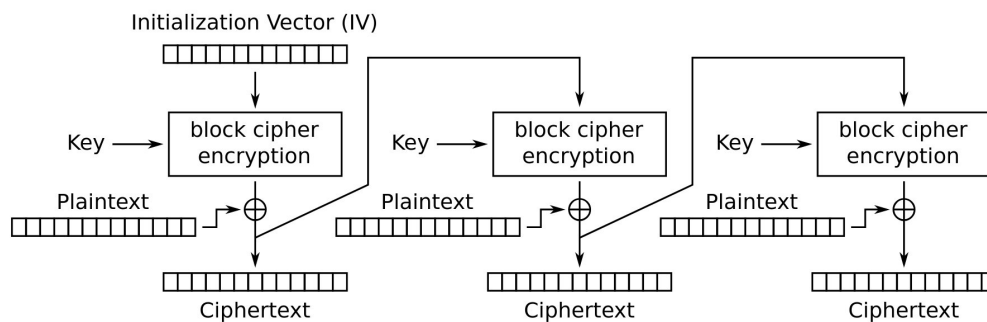 Initialization Vector (IV)
Key
block cipher
encryption
Key
block cipher
encryption
Key
block cipher
encryption
Plaintext
Plaintext
Plaintext
Ciphertext
Ciphertext
Ciphertext